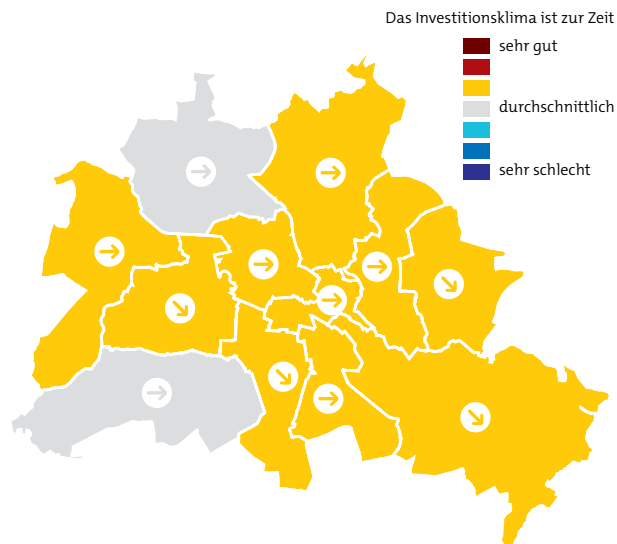 Das Investitionsklima ist zur Zeit
sehr gut
durchschnittlich
sehr schlecht